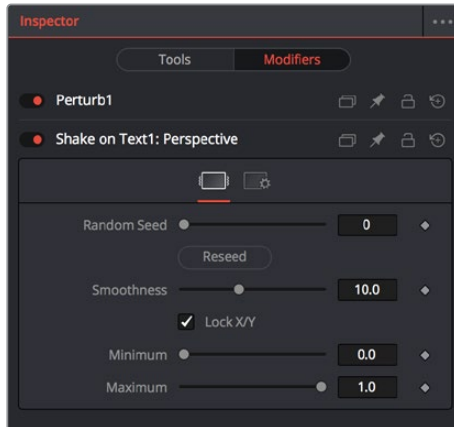 Inspector
Tools Modifiers
Perturb1
Shake on Text1: Perspective
Random Seed 0
Reseed
Smoothness 10.0
Lock X/Y
Minimum 0.0
Maximum 1.0